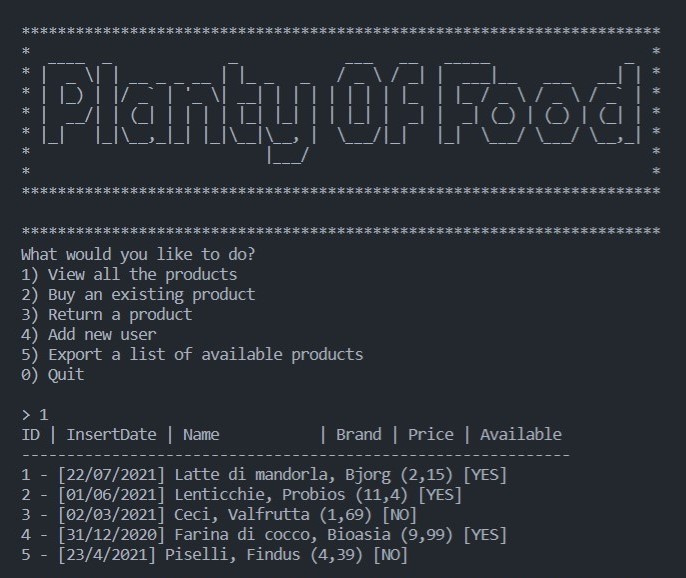 ***********************************************************************
Planty Of Food
***********************************************************************
***********************************************************************
What would you like to do?
1) View all the products
2) Buy an existing product
3) Return a product
4) Add new user
5) Export a list of available products
0) Quit
> 1
ID | InsertDate | Name           | Brand | Price | Available
-------------------------------------------------------------
1 - [22/07/2021] Latte di mandorla, Bjorg (2,15) [YES]
2 - [01/06/2021] Lenticchie, Probios (11,4) [YES]
3 - [02/03/2021] Ceci, Valfrutta (1,69) [NO]
4 - [31/12/2020] Farina di cocco, Bioasia (9,99) [YES]
5 - [23/4/2021] Piselli, Findus (4,39) [NO]